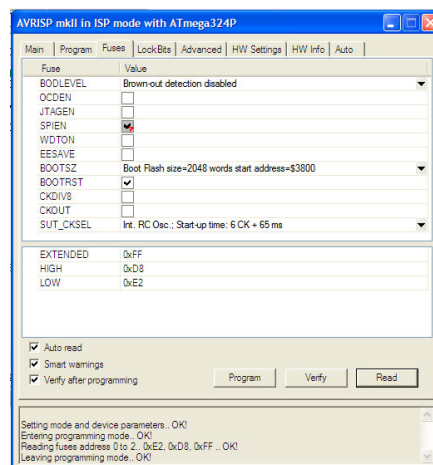 AVRISP mkII in ISP mode with ATmega324P
Main Program Fuses LockBits Advanced HW Settings HW Info Auto
Fuse Value
BODLEVEL Brown-out detection disabled
OCDEN
JTAGEN
SPIEN
WDTON
EESAVE
BOOTSZ Boot Flash size=2048 words start address=$3800
BOOTRST
CKDIV8
CKOUT
SUT_CKSEL Int. RC Osc.; Start-up time: 6 CK + 65 ms
EXTENDED 0xFF
HIGH 0xD8
LOW 0xE2
Auto read
Smart warnings
Verify after programming
Program Verify Read
Setting mode and device parameters.. OK!
Entering programming mode.. OK!
Reading fuses address 0 to 2.. 0xE2, 0xD8, 0xFF .. OK!
Leaving programming mode.. OK!